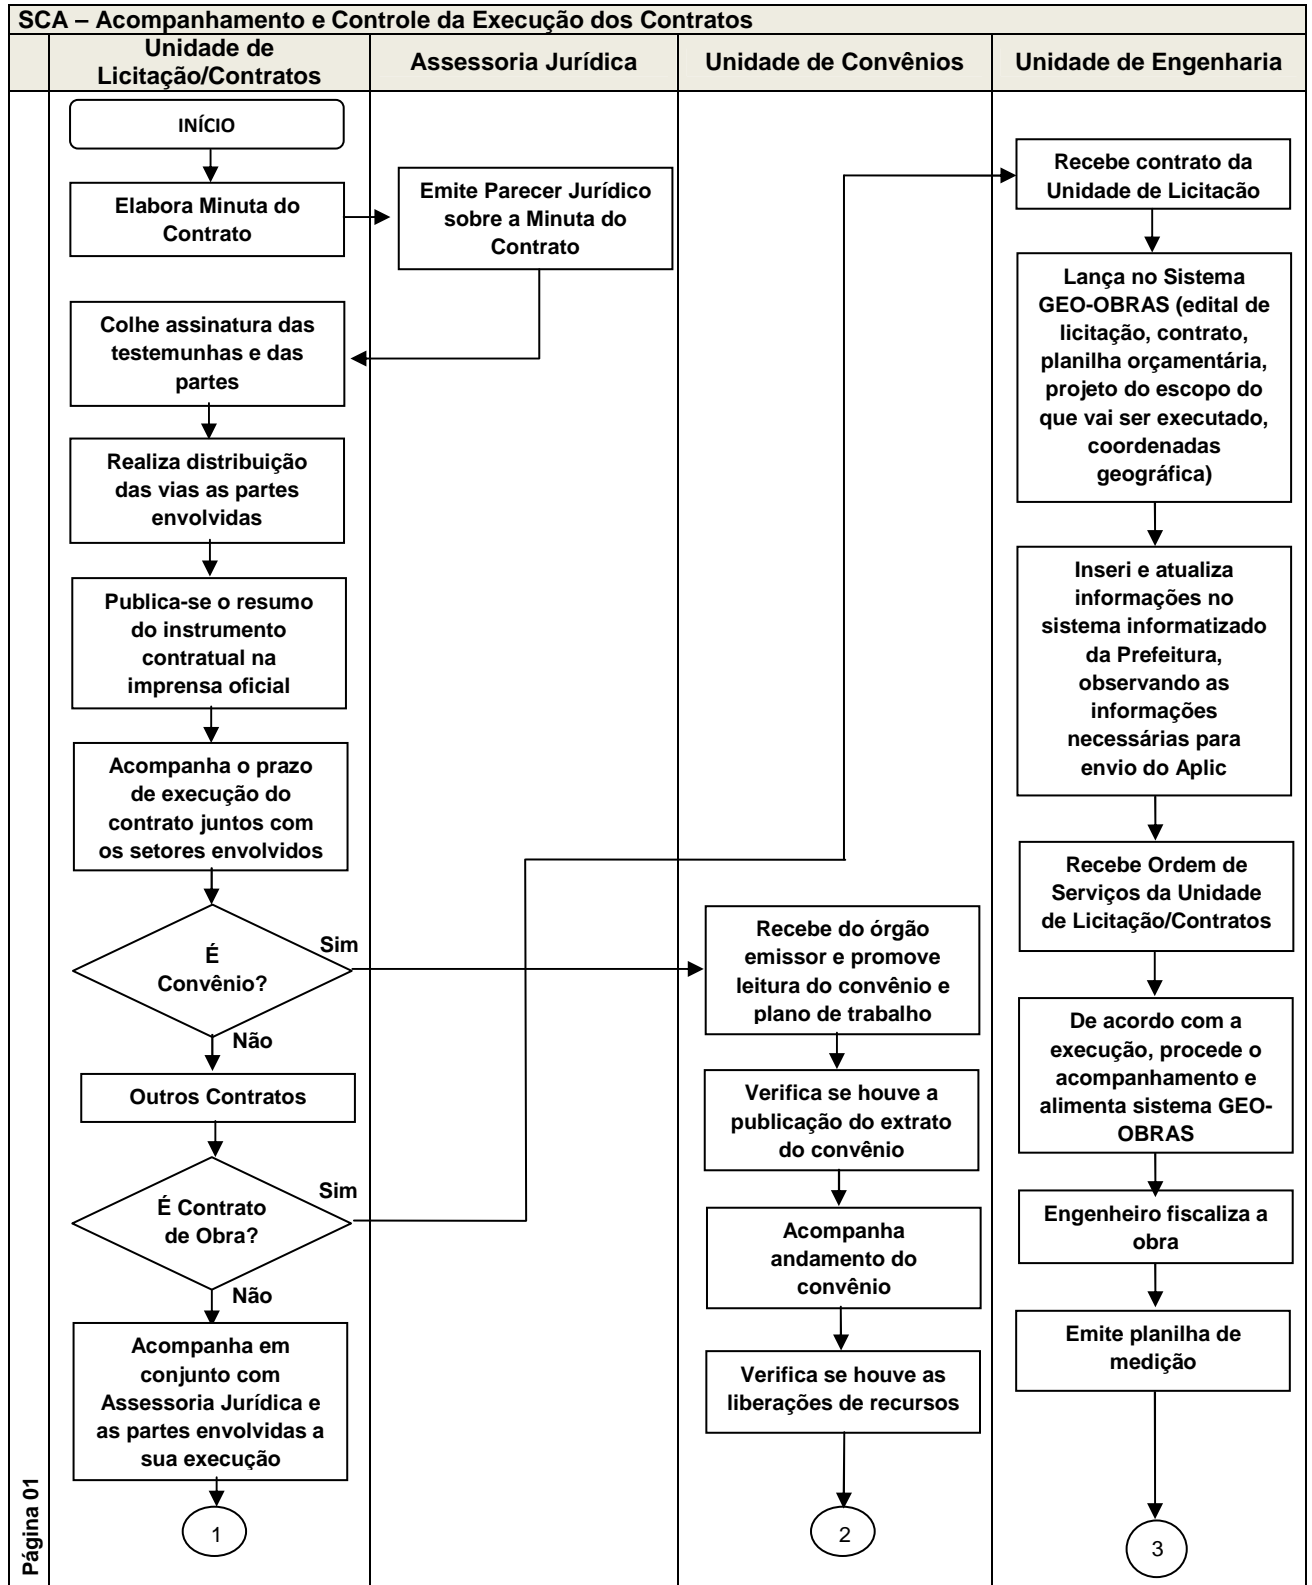 SCA – Acompanhamento e Controle da Execução dos Contratos
Unidade de
Licitação/Contratos
Assessoria Jurídica
Unidade de Convênios
Unidade de Engenharia
INÍCIO
Elabora Minuta do
Contrato
Colhe assinatura das
testemunhas e das
partes
Realiza distribuição
das vias as partes
envolvidas
Publica-se o resumo
do instrumento
contratual na
imprensa oficial
Acompanha o prazo
de execução do
contrato juntos com
os setores envolvidos
É
Convênio?
Sim
Não
Outros Contratos
É Contrato
de Obra?
Sim
Não
Acompanha em
conjunto com
Assessoria Jurídica e
as partes envolvidas a
sua execução
1
Emite Parecer Jurídico
sobre a Minuta do
Contrato
Recebe do órgão
emissor e promove
leitura do convênio e
plano de trabalho
Verifica se houve a
publicação do extrato
do convênio
Acompanha
andamento do
convênio
Verifica se houve as
liberações de recursos
2
Recebe contrato da
Unidade de Licitação
Lança no Sistema
GEO-OBRAS (edital de
licitação, contrato,
planilha orçamentária,
projeto do escopo do
que vai ser executado,
coordenadas
geográfica)
Inseri e atualiza
informações no
sistema informatizado
da Prefeitura,
observando as
informações
necessárias para
envio do Aplic
Recebe Ordem de
Serviços da Unidade
de Licitação/Contratos
De acordo com a
execução, procede o
acompanhamento e
alimenta sistema GEO-
OBRAS
Engenheiro fiscaliza a
obra
Emite planilha de
medição
3
Página 01